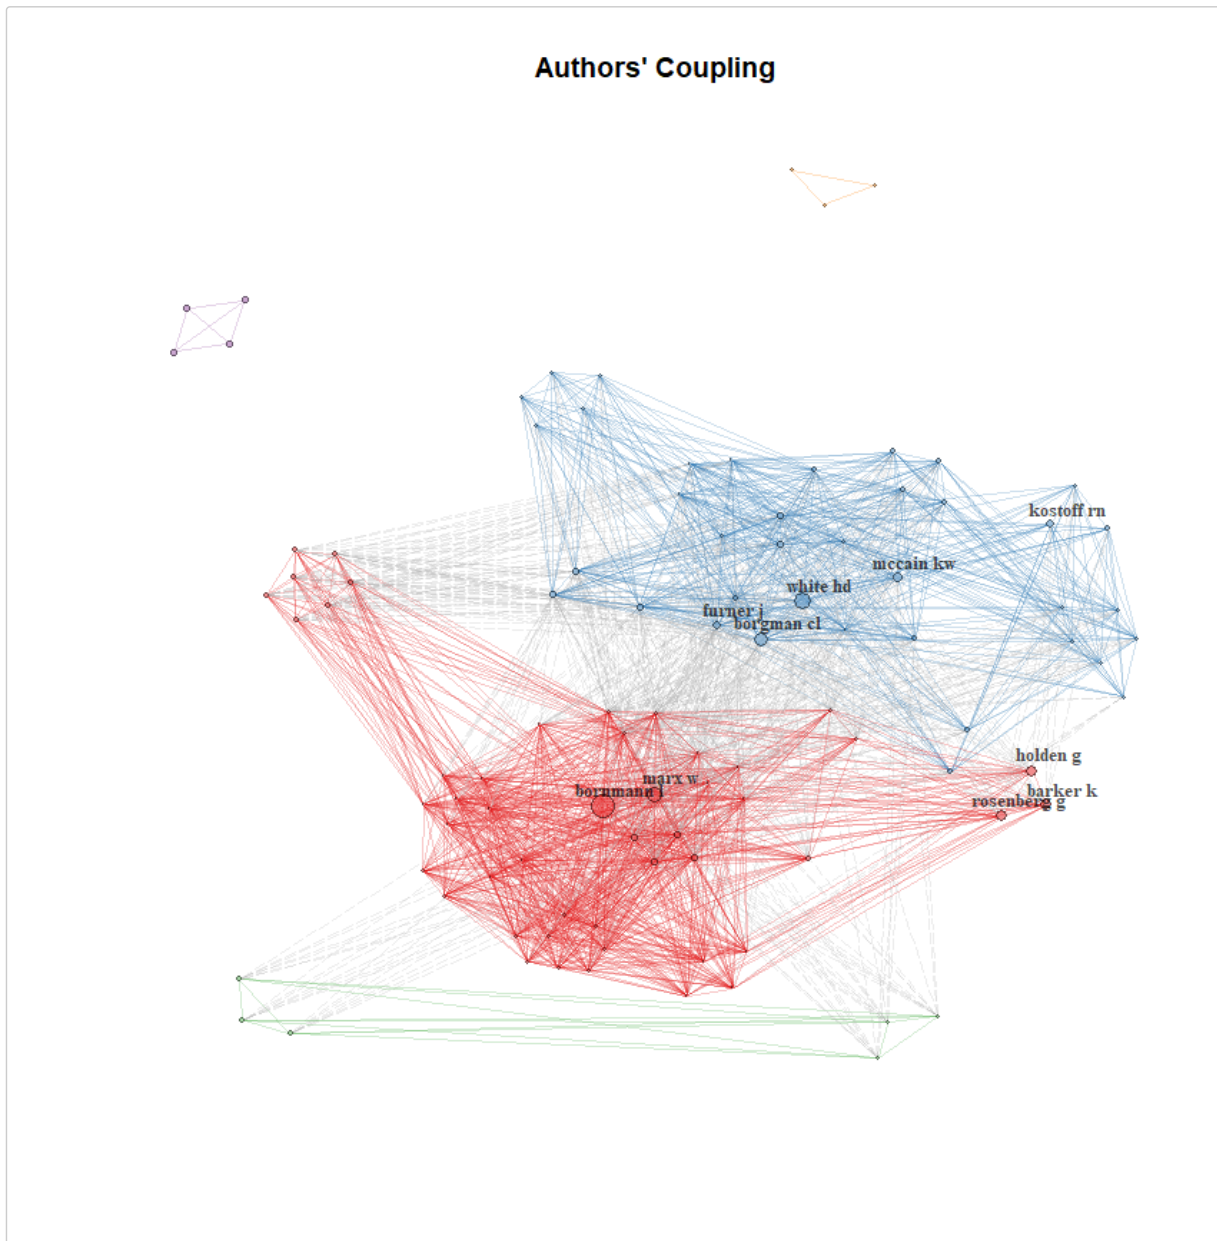 Authors' Coupling
kostoff rn
mccain kw
white hd
furner j
borgman cl
holden g
marx w
bornmann l
barker k
rosenberg g